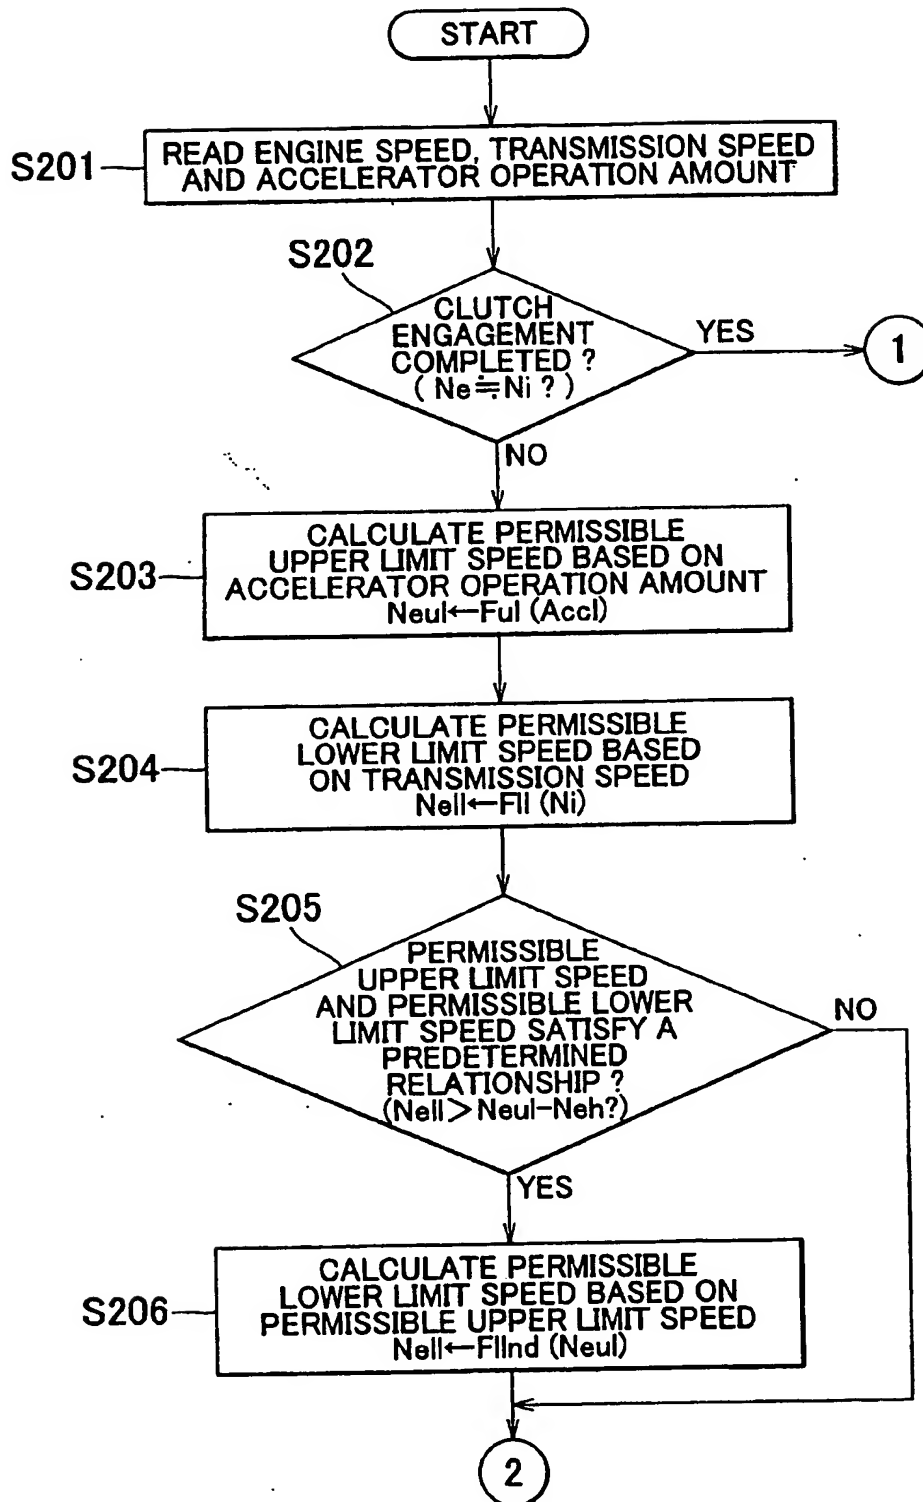 START
S201
READ ENGINE SPEED, TRANSMISSION SPEED
AND ACCELERATOR OPERATION AMOUNT
S202
CLUTCH
ENGAGEMENT
COMPLETED ?
( Ne≒Ni ? )
YES
1
NO
S203
CALCULATE PERMISSIBLE
UPPER LIMIT SPEED BASED ON
ACCELERATOR OPERATION AMOUNT
Neul←Ful (Accl)
S204
CALCULATE PERMISSIBLE
LOWER LIMIT SPEED BASED
ON TRANSMISSION SPEED
Nell←Fll (Ni)
S205
PERMISSIBLE
UPPER LIMIT SPEED
AND PERMISSIBLE LOWER
LIMIT SPEED SATISFY A
PREDETERMINED
RELATIONSHIP ?
(Nell＞Neul−Neh?)
NO
YES
S206
CALCULATE PERMISSIBLE
LOWER LIMIT SPEED BASED ON
PERMISSIBLE UPPER LIMIT SPEED
Nell←Fllnd (Neul)
2